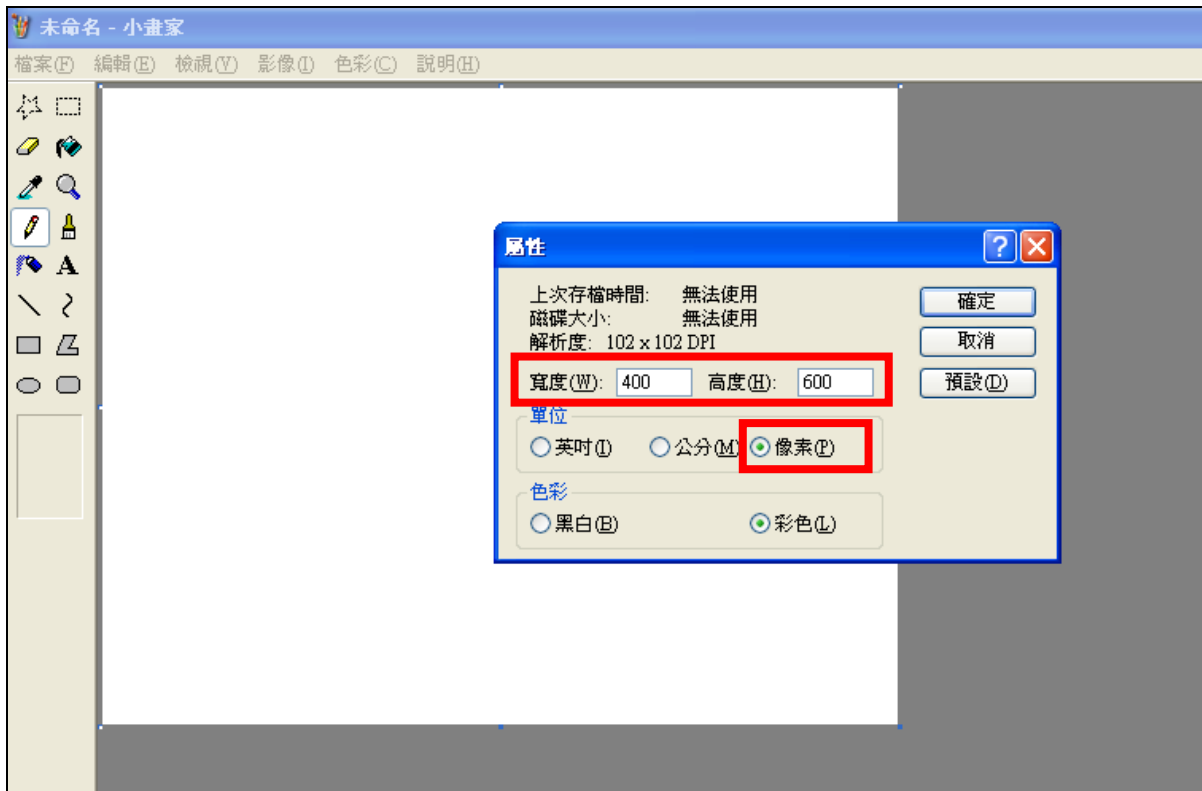 未命名 - 小畫家
檔案(F) 編輯(E) 檢視(V) 影像(I) 色彩(C) 說明(H)
A
屬性
上次存檔時間: 無法使用
磁碟大小: 無法使用
解析度: 102 x 102 DPI
寬度(W): 400 高度(H): 600
單位
英吋(I) 公分(M) 像素(P)
色彩
黑白(B) 彩色(L)
確定
取消
預設(D)